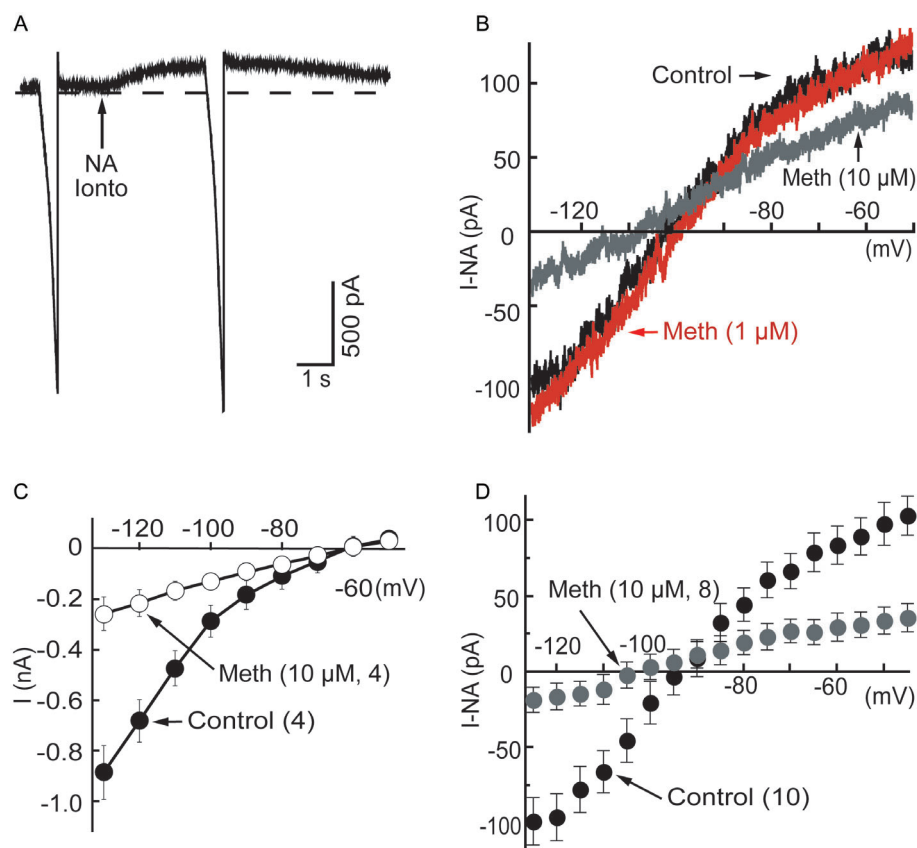 A
NA
Ionto
500 pA
1 s
B
100
50
0
-50
-100
I-NA (pA)
-120
-80
-60
(mV)
Control
Meth (10 µM)
Meth (1 µM)
C
-120
-100
-80
-60 (mV)
0
-0.2
-0.4
-0.6
-0.8
-1.0
I (nA)
Meth (10 µM, 4)
Control (4)
D
100
50
0
-50
-100
I-NA (pA)
-120
-100
-80
-60
(mV)
Meth (10 µM, 8)
Control (10)